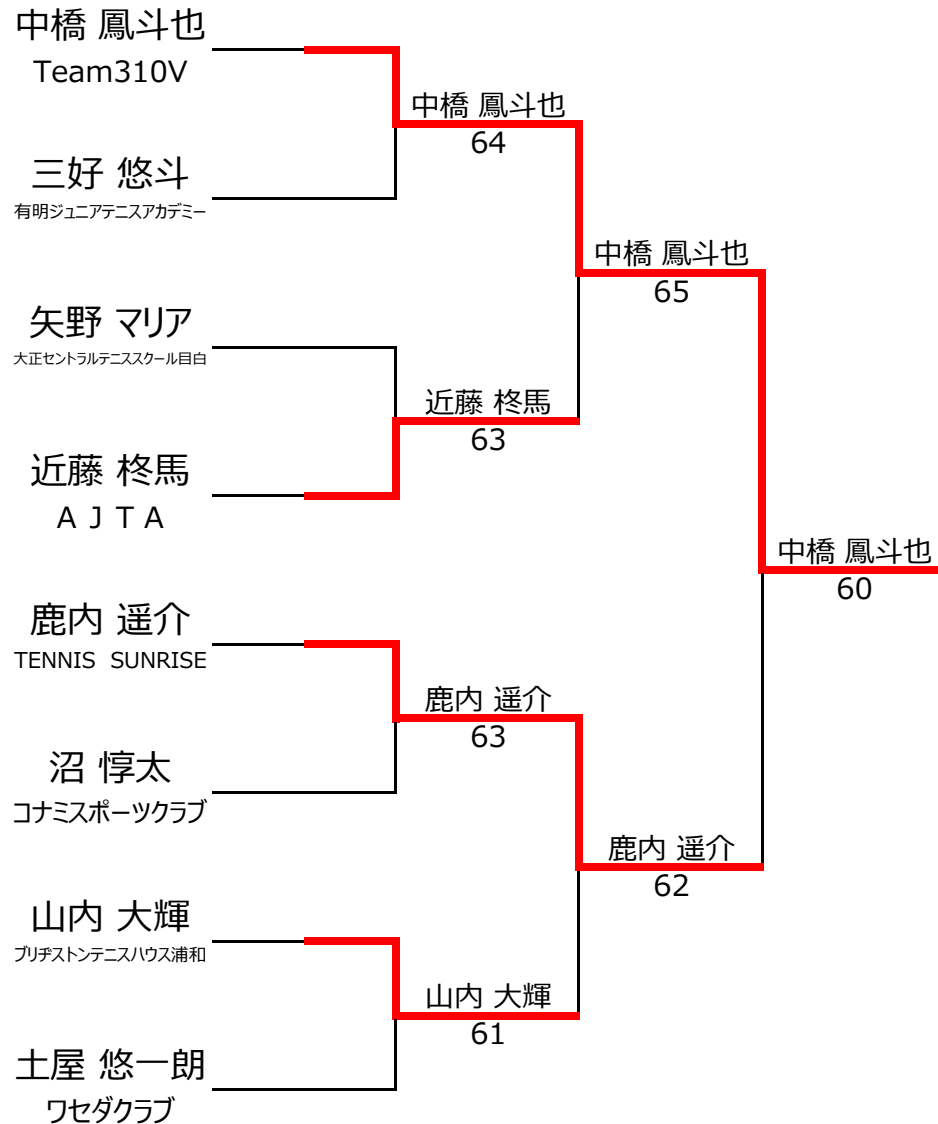 中橋 鳳斗也
Team310V
中橋 鳳斗也
64
三好 悠斗
有明ジュニアテニスアカデミー
中橋 鳳斗也
65
矢野 マリア
大正セントラルテニススクール目白
近藤 柊馬
63
近藤 柊馬
ＡＪＴＡ
中橋 鳳斗也
60
鹿内 遥介
TENNIS SUNRISE
鹿内 遥介
63
沼 惇太
コナミスポーツクラブ
鹿内 遥介
62
山内 大輝
ブリヂストンテニスハウス浦和
山内 大輝
61
土屋 悠一朗
ワセダクラブ